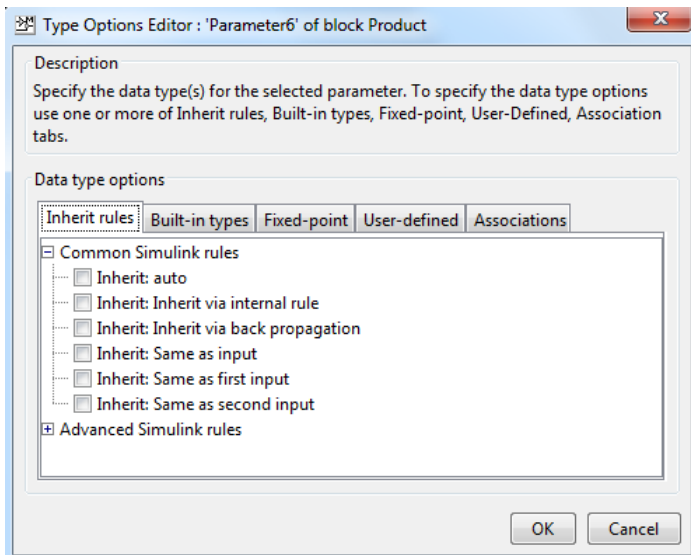 Type Options Editor : 'Parameter6' of block Product
Description
Specify the data type(s) for the selected parameter. To specify the data type options
use one or more of Inherit rules, Built-in types, Fixed-point, User-Defined, Association
tabs.
Data type options
Inherit rules Built-in types Fixed-point User-defined Associations
Common Simulink rules
Inherit: auto
Inherit: Inherit via internal rule
Inherit: Inherit via back propagation
Inherit: Same as input
Inherit: Same as first input
Inherit: Same as second input
Advanced Simulink rules
OK Cancel